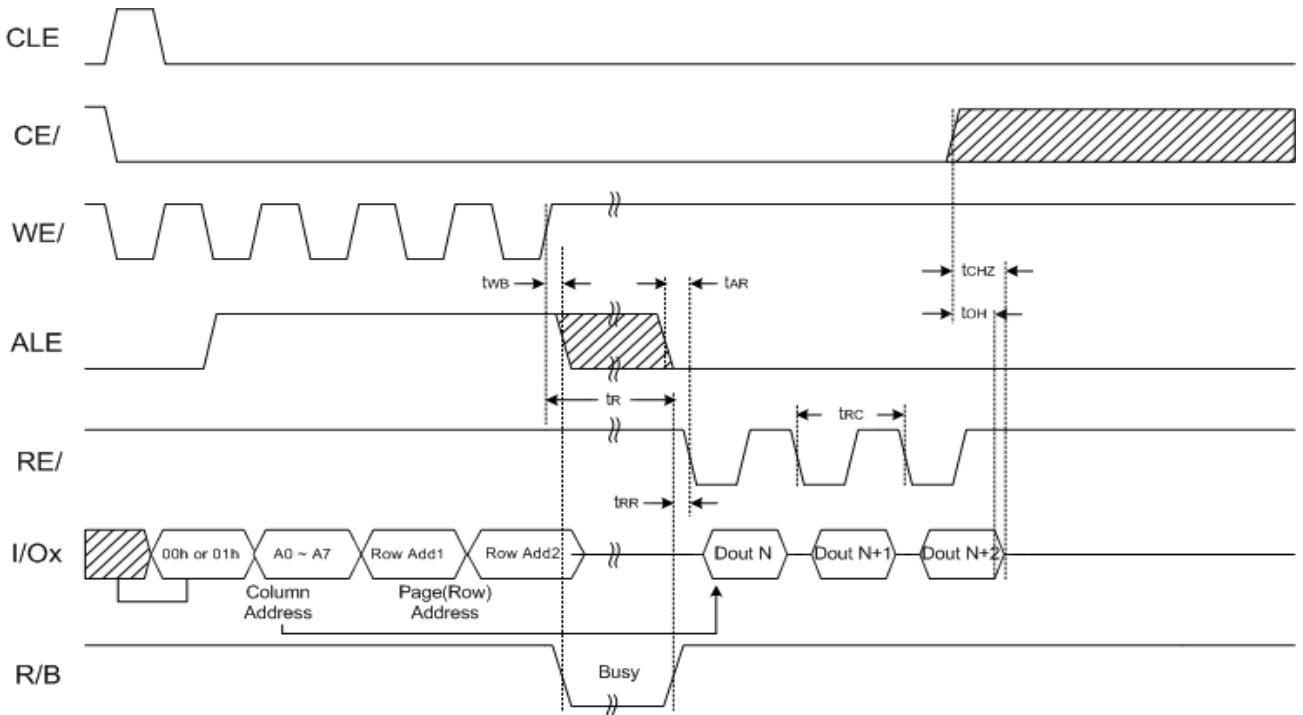 CLE
CE/
WE/
tWB
tAR
tCHZ
tOH
ALE
tR
tRC
RE/
tRR
I/Ox
00h or 01h
A0 ~ A7
Row Add1
Row Add2
Dout N
Dout N+1
Dout N+2
Column
Address
Page(Row)
Address
R/B
Busy